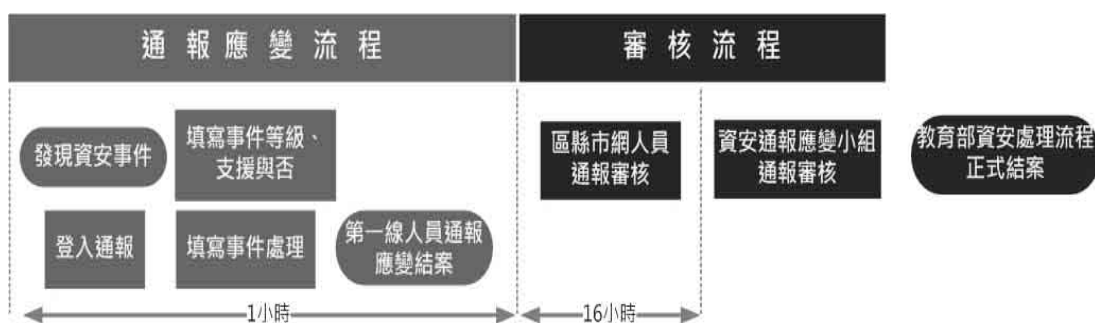 通報應變流程
審核流程
發現資安事件
填寫事件等級、
支援與否
登入通報
填寫事件處理
第一線人員通報
應變結案
區縣市網人員
通報審核
資安通報應變小組
通報審核
教育部資安處理流程
正式結案
1小時
16小時